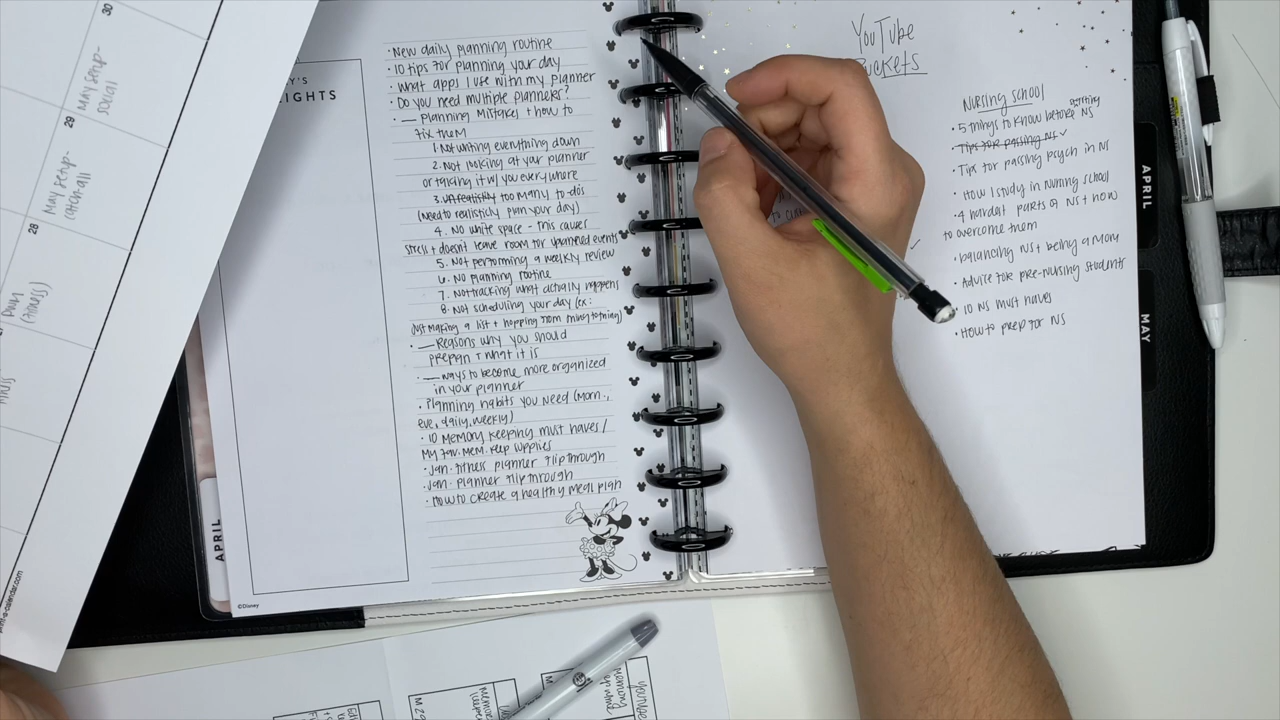 30
MAY Setup-
social
29
May Setup-
catch-all
28
print-a-calendar.com
Y'S
IGHTS
©Disney
APRIL
• New daily planning routine
• 10 tips for planning your day
• What apps I use with my planner
• Do you need multiple planners?
• — Planning Mistakes + how to
fix them
1. Not writing everything down
2. Not looking at your planner
or taking it w/ you everywhere
3. too many to-dos
(need to realisticly plan your day)
4. No white space - this causes
stress + doesn't leave room for unplanned events
5. Not performing a weekly review
6. No planning routine
7. Not tracking what actually happens
8. Not scheduling your day (ex:
just making a list + hopping from thing to thing)
• — Reasons why you should
preplan + what it is
• — ways to become more organized
in your planner
• Planning habits you need (Morn.,
eve, daily, weekly)
• 10 Memory keeping must haves /
My fav. mem. keep supplies
• Jan. fitness planner flip through
• Jan. planner flip through
• How to create a healthy meal plan
YouTube
Buckets
Nursing School
starting
• 5 things to know before NS
• Tips for passing NS ✓
• Tips for passing psych in NS
• How I study in nursing school
• 4 hardest parts of NS + how
to overcome them
• balancing NS + being a Mom
• Advice for pre-nursing students
• 10 NS must haves
• How to prep for NS
APRIL
MAY